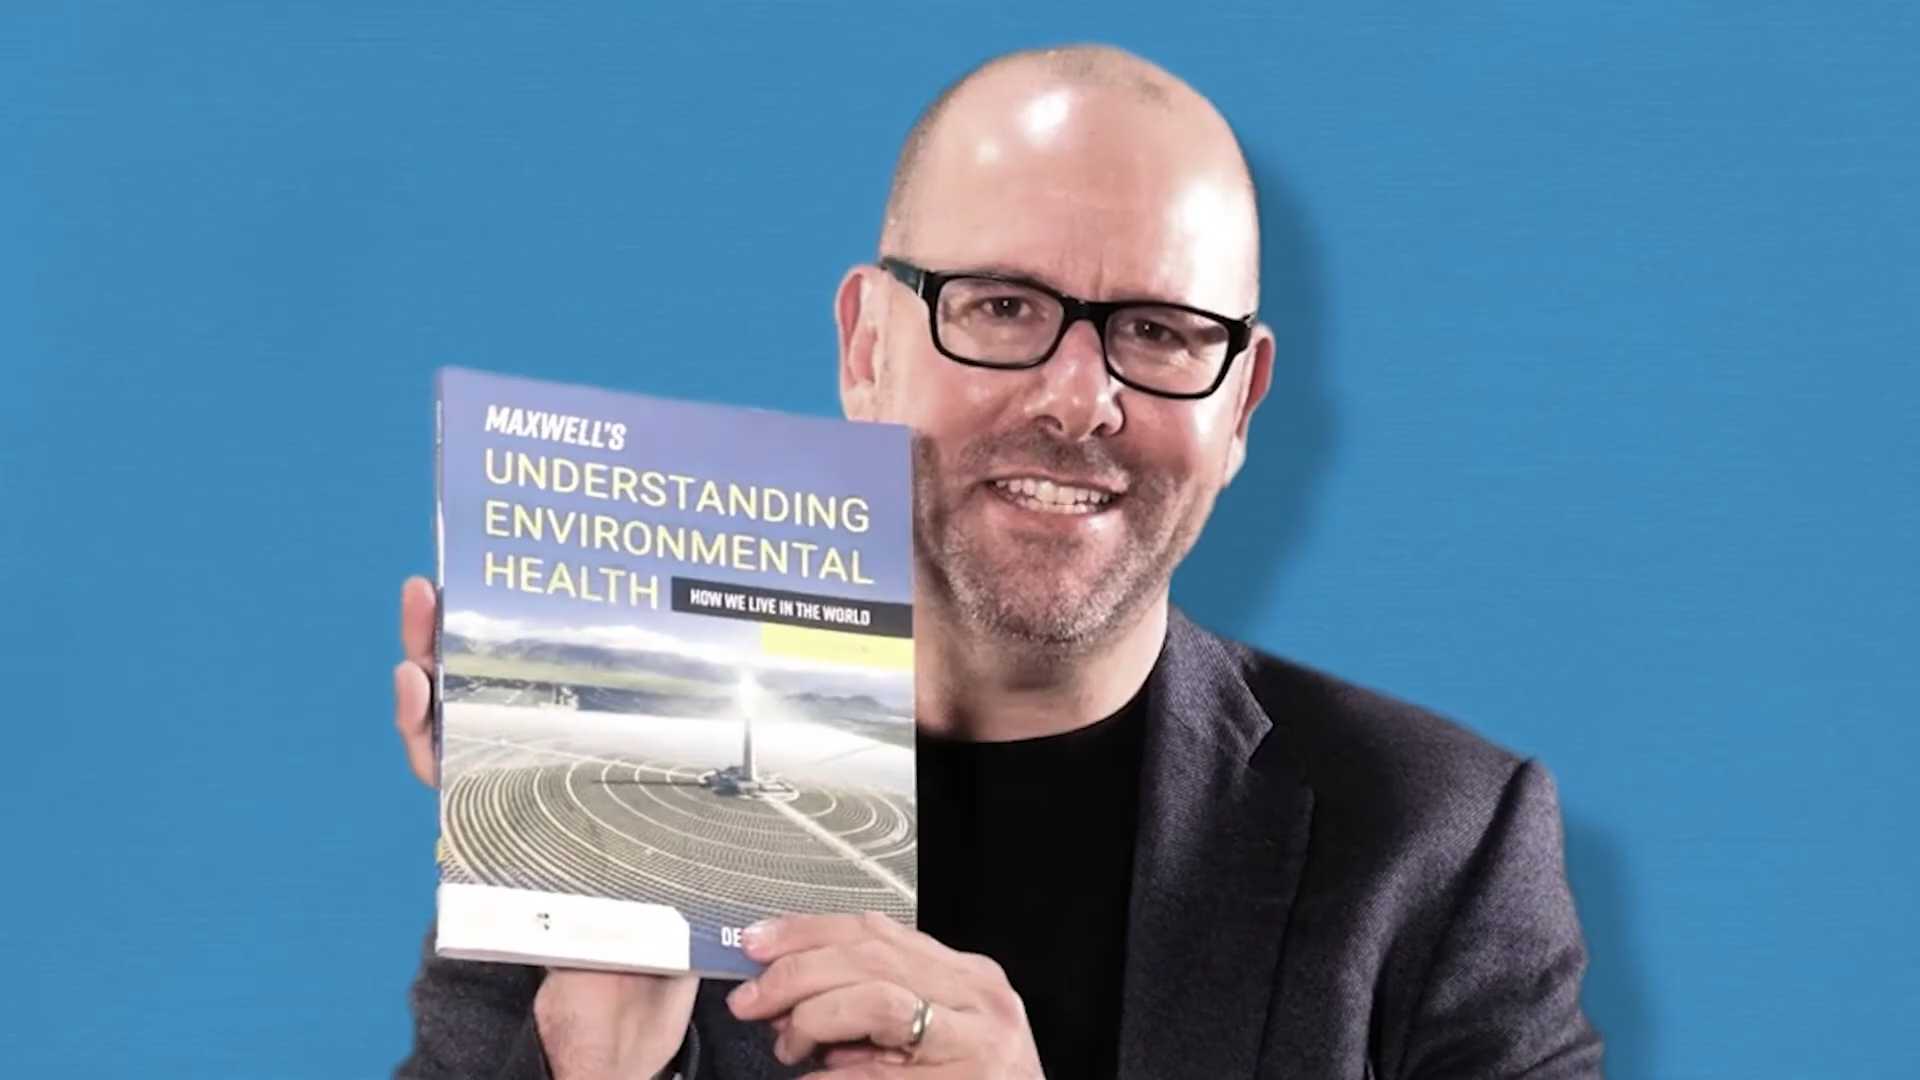 MAXWELL'S
UNDERSTANDING
ENVIRONMENTAL
HEALTH
HOW WE LIVE IN THE WORLD